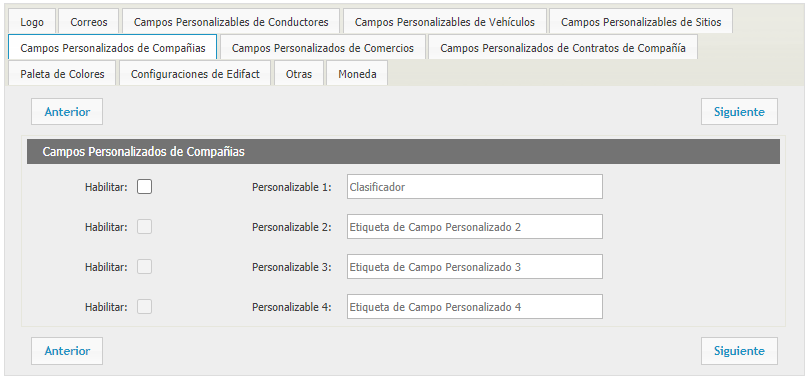 Logo Correos Campos Personalizables de Conductores Campos Personalizables de Vehículos Campos Personalizables de Sitios
Campos Personalizados de Compañias Campos Personalizados de Comercios Campos Personalizados de Contratos de Compañía
Paleta de Colores Configuraciones de Edifact Otras Moneda
Anterior Siguiente
Campos Personalizados de Compañias
Habilitar: Personalizable 1: Clasificador
Habilitar: Personalizable 2: Etiqueta de Campo Personalizado 2
Habilitar: Personalizable 3: Etiqueta de Campo Personalizado 3
Habilitar: Personalizable 4: Etiqueta de Campo Personalizado 4
Anterior Siguiente